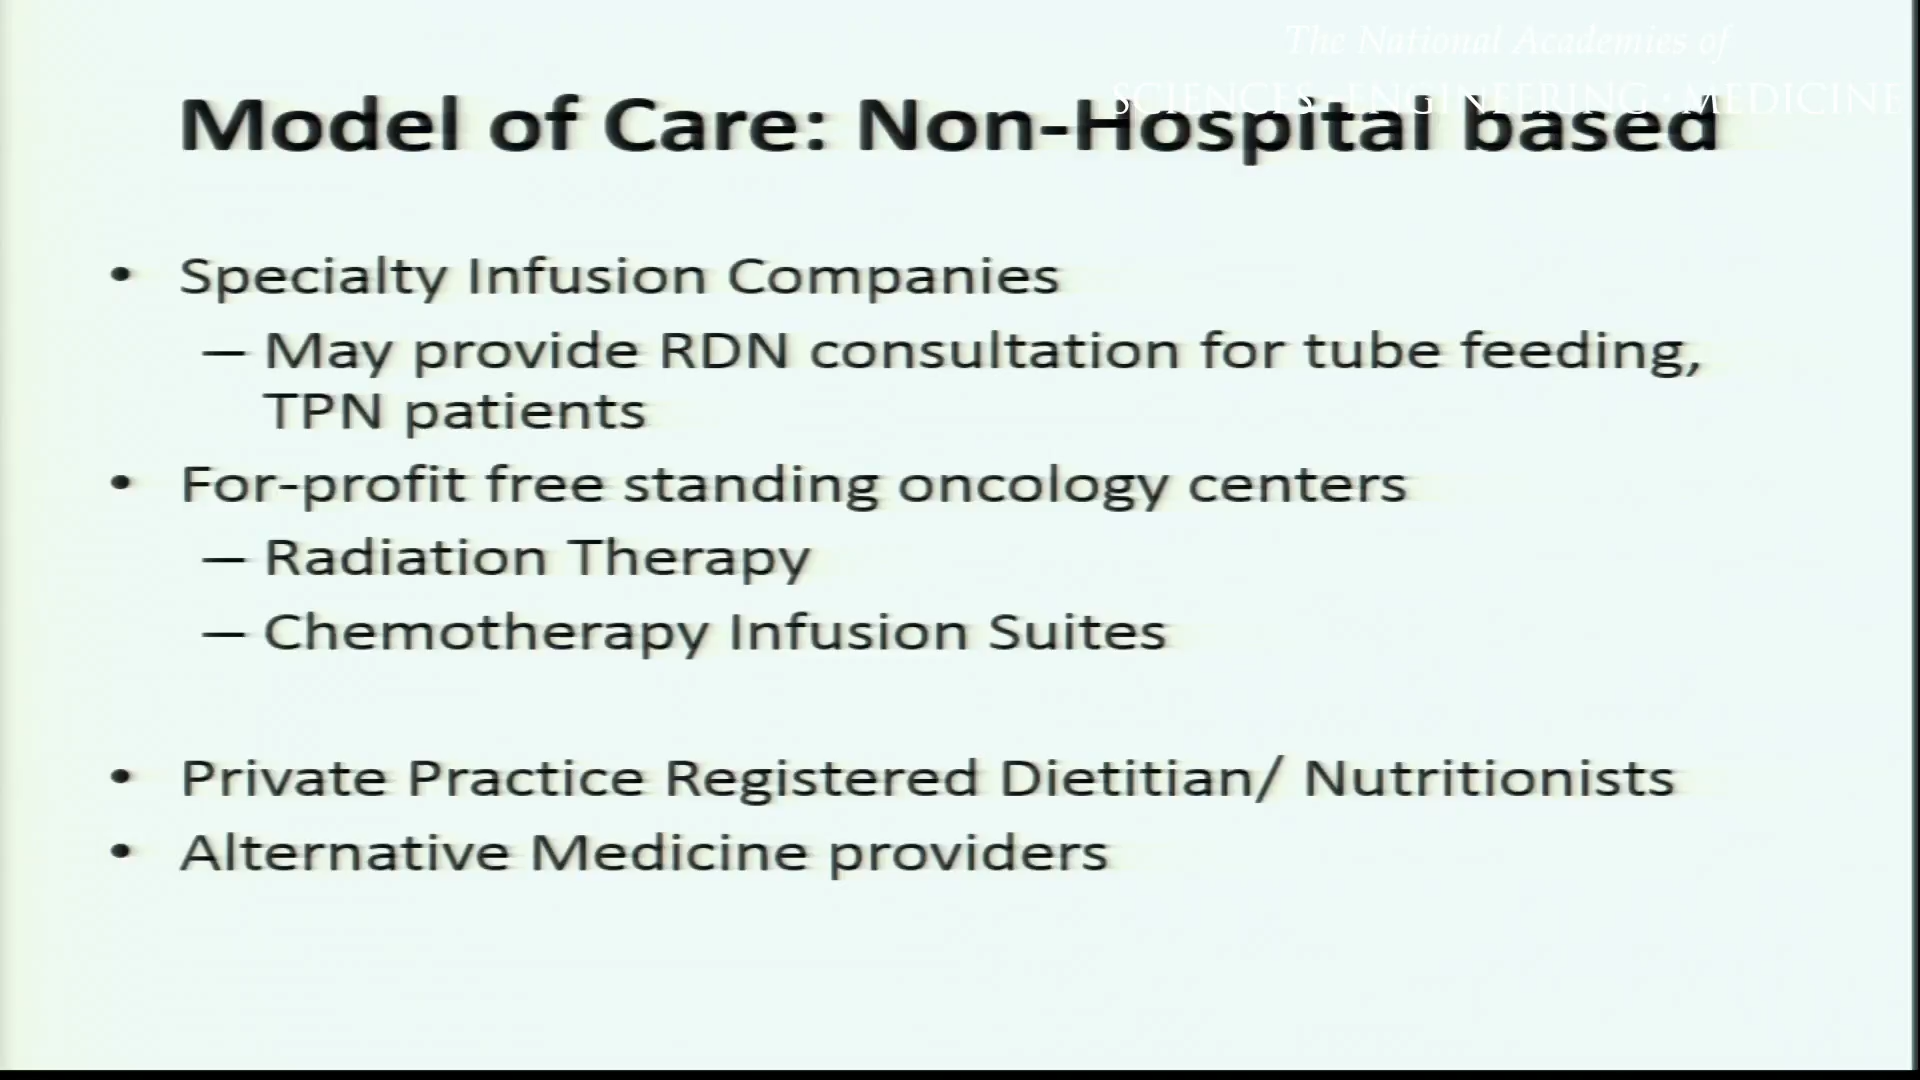 The National Academies of
SCIENCES · ENGINEERING · MEDICINE
Model of Care: Non-Hospital based
• Specialty Infusion Companies
– May provide RDN consultation for tube feeding,
TPN patients
• For-profit free standing oncology centers
– Radiation Therapy
– Chemotherapy Infusion Suites
• Private Practice Registered Dietitian/ Nutritionists
• Alternative Medicine providers